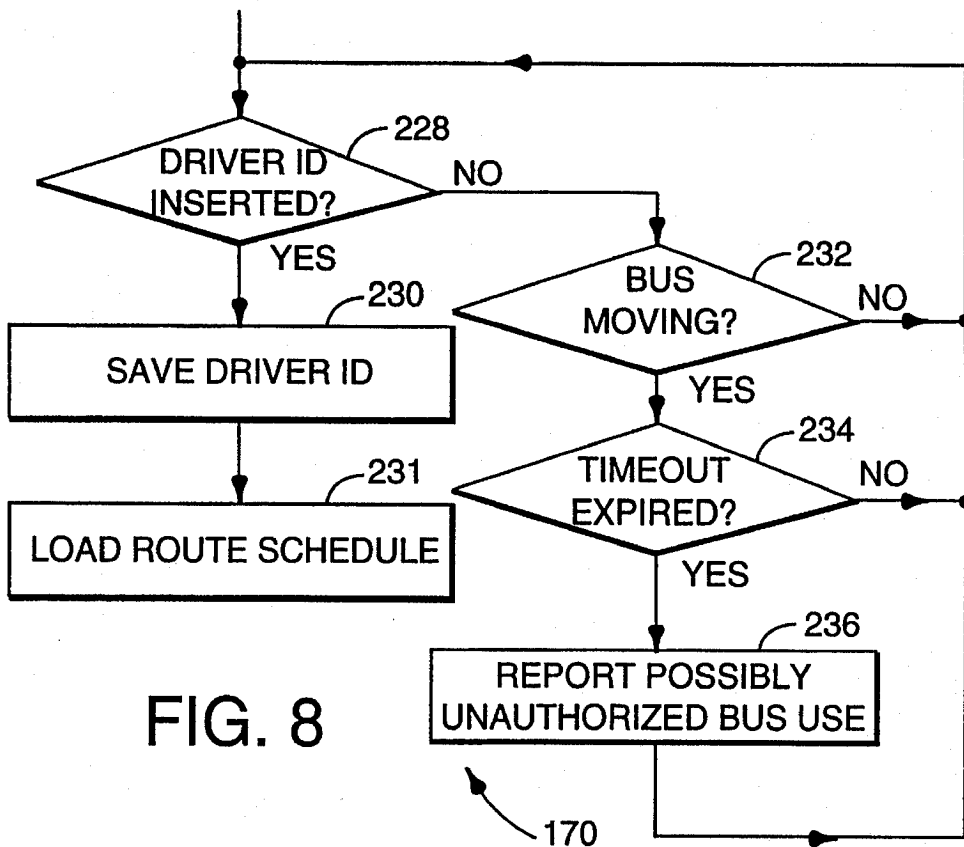 228
DRIVER ID
INSERTED?
NO
YES
232
BUS
MOVING?
NO
YES
230
SAVE DRIVER ID
234
TIMEOUT
EXPIRED?
NO
YES
231
LOAD ROUTE SCHEDULE
236
REPORT POSSIBLY
UNAUTHORIZED BUS USE
FIG. 8
170